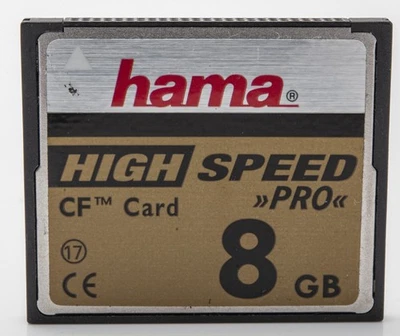 hama®
HIGH SPEED
»PRO«
CF™ Card
8 GB
17
CE